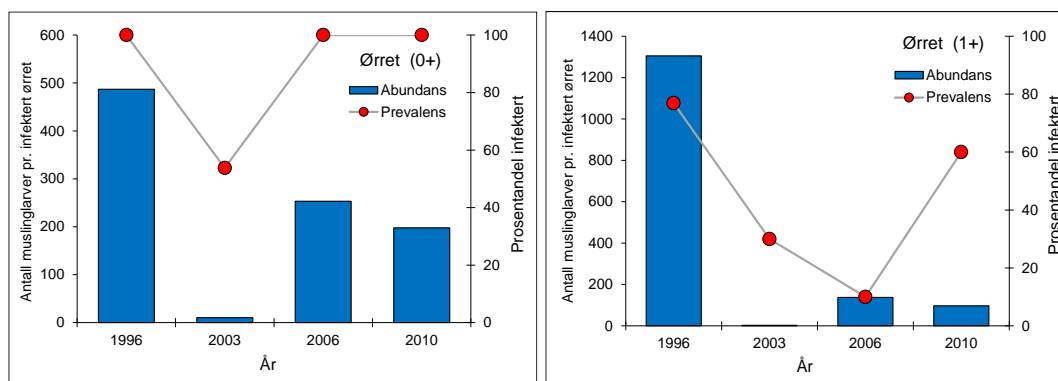 Ørret (0+)
Abundans
Prevalens
600
500
400
300
200
100
0
100
80
60
40
20
0
Antall muslinglarver pr. infektert ørret
Prosentandel infektert
1996 2003 2006 2010
År
Ørret (1+)
Abundans
Prevalens
1400
1200
1000
800
600
400
200
0
100
80
60
40
20
0
Antall muslinglarver pr. infektert ørret
Prosentandel infektert
1996 2003 2006 2010
År